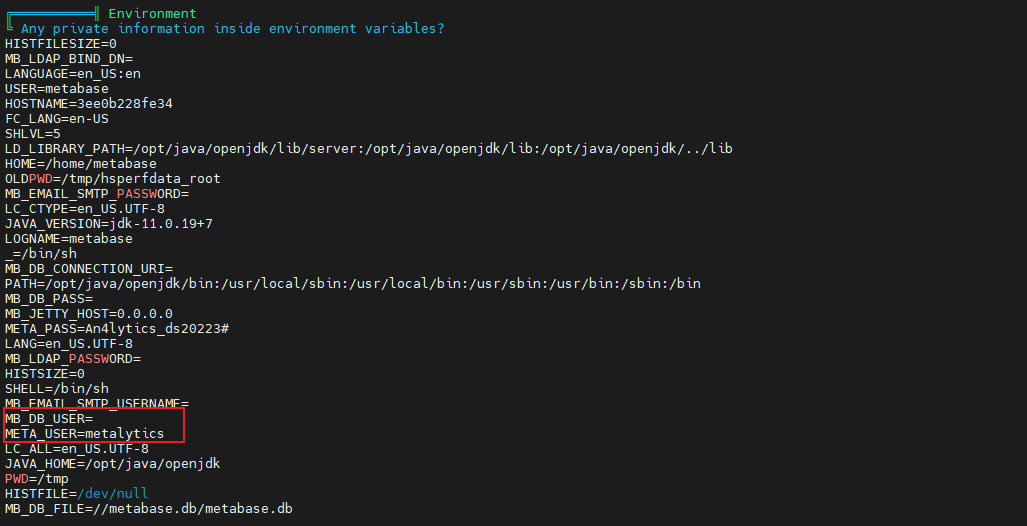 Environment
Any private information inside environment variables?
HISTFILESIZE=0
MB_LDAP_BIND_DN=
LANGUAGE=en_US:en
USER=metabase
HOSTNAME=3ee0b228fe34
FC_LANG=en-US
SHLVL=5
LD_LIBRARY_PATH=/opt/java/openjdk/lib/server:/opt/java/openjdk/lib:/opt/java/openjdk/../lib
HOME=/home/metabase
OLDPWD=/tmp/hsperfdata_root
MB_EMAIL_SMTP_PASSWORD=
LC_CTYPE=en_US.UTF-8
JAVA_VERSION=jdk-11.0.19+7
LOGNAME=metabase
_=/bin/sh
MB_DB_CONNECTION_URI=
PATH=/opt/java/openjdk/bin:/usr/local/sbin:/usr/local/bin:/usr/sbin:/usr/bin:/sbin:/bin
MB_DB_PASS=
MB_JETTY_HOST=0.0.0.0
META_PASS=An4lytics_ds20223#
LANG=en_US.UTF-8
MB_LDAP_PASSWORD=
HISTSIZE=0
SHELL=/bin/sh
MB_EMAIL_SMTP_USERNAME=
MB_DB_USER=
META_USER=metalytics
LC_ALL=en_US.UTF-8
JAVA_HOME=/opt/java/openjdk
PWD=/tmp
HISTFILE=/dev/null
MB_DB_FILE=//metabase.db/metabase.db